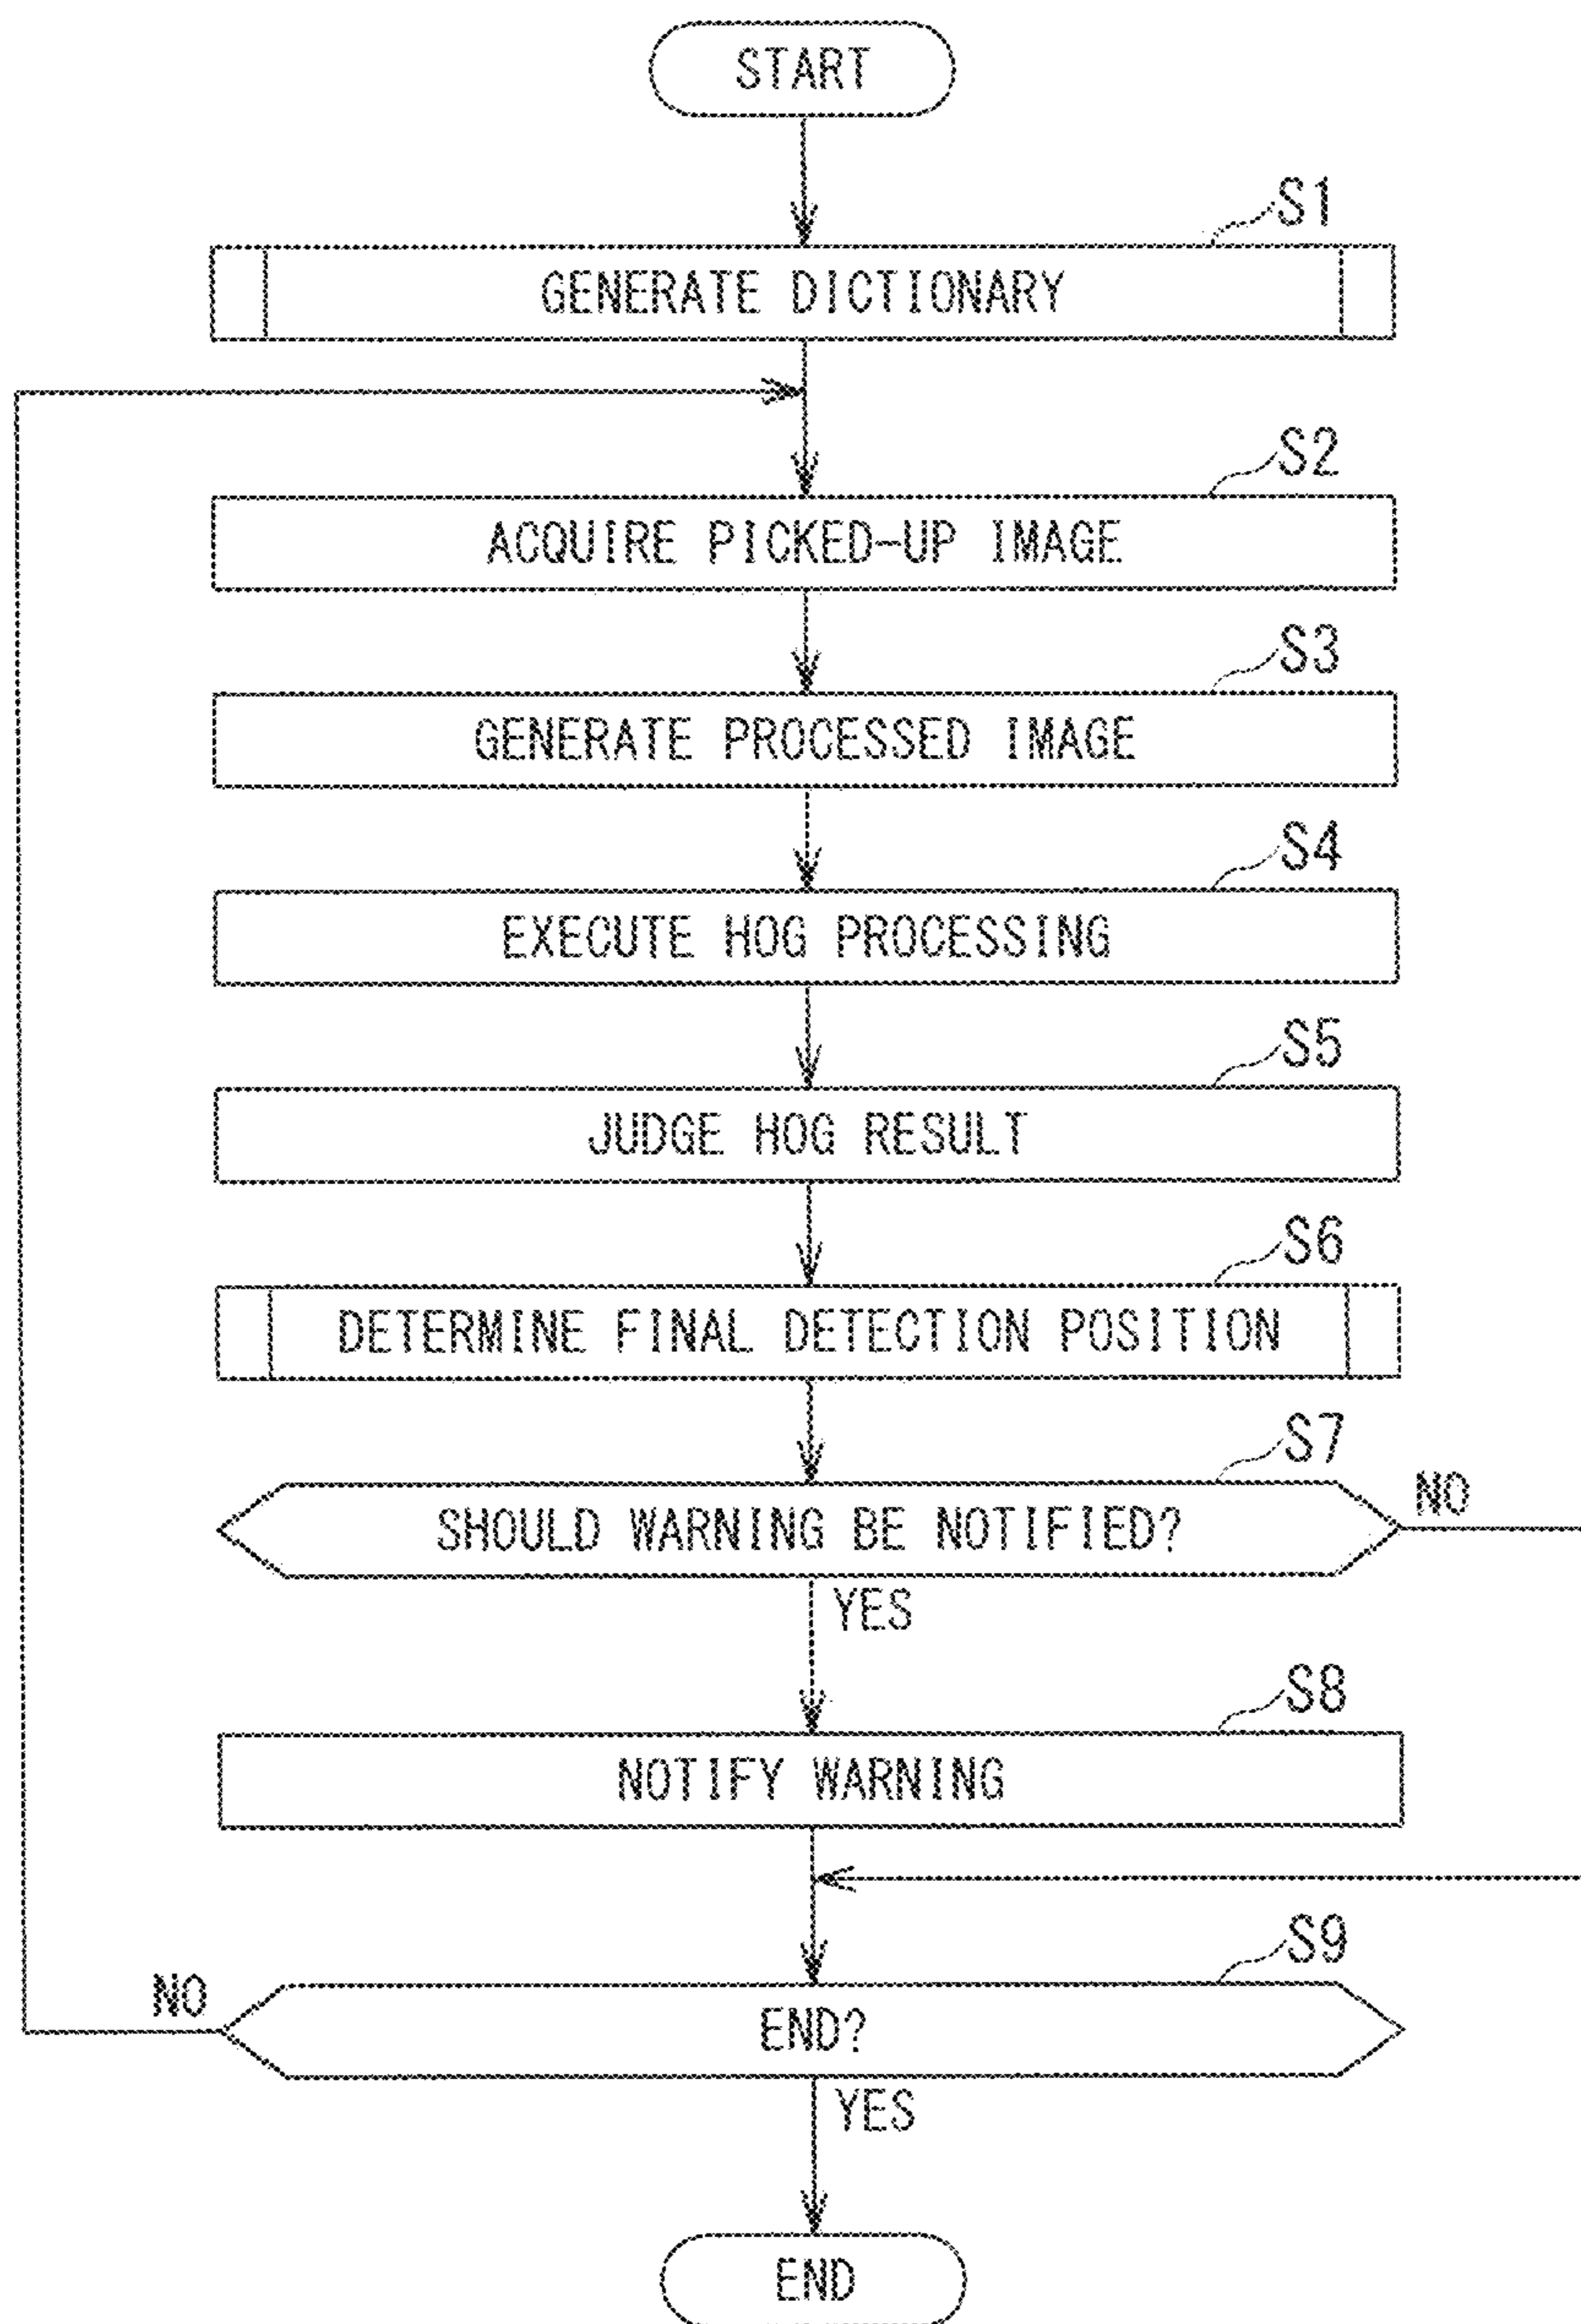 START
S1
GENERATE DICTIONARY
S2
ACQUIRE PICKED-UP IMAGE
S3
GENERATE PROCESSED IMAGE
S4
EXECUTE HOG PROCESSING
S5
JUDGE HOG RESULT
S6
DETERMINE FINAL DETECTION POSITION
S7
SHOULD WARNING BE NOTIFIED?
NO
YES
S8
NOTIFY WARNING
S9
NO
END?
YES
END